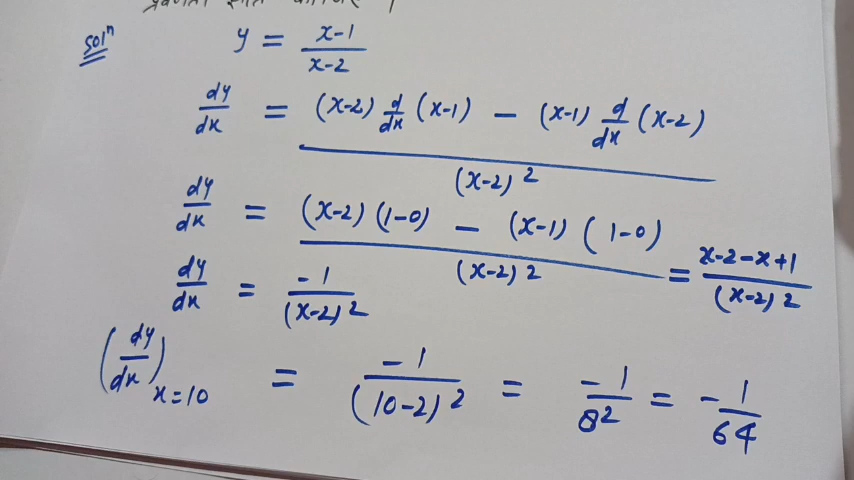 solⁿ y = x-1 / x-2
dy/dx = (x-2) d/dx (x-1) - (x-1) d/dx (x-2) / (x-2)²
dy/dx = (x-2) (1-0) - (x-1) (1-0) / (x-2)² = x-2-x+1 / (x-2)²
dy/dx = -1 / (x-2)²
(dy/dx)x=10 = -1 / (10-2)² = -1 / 8² = -1/64